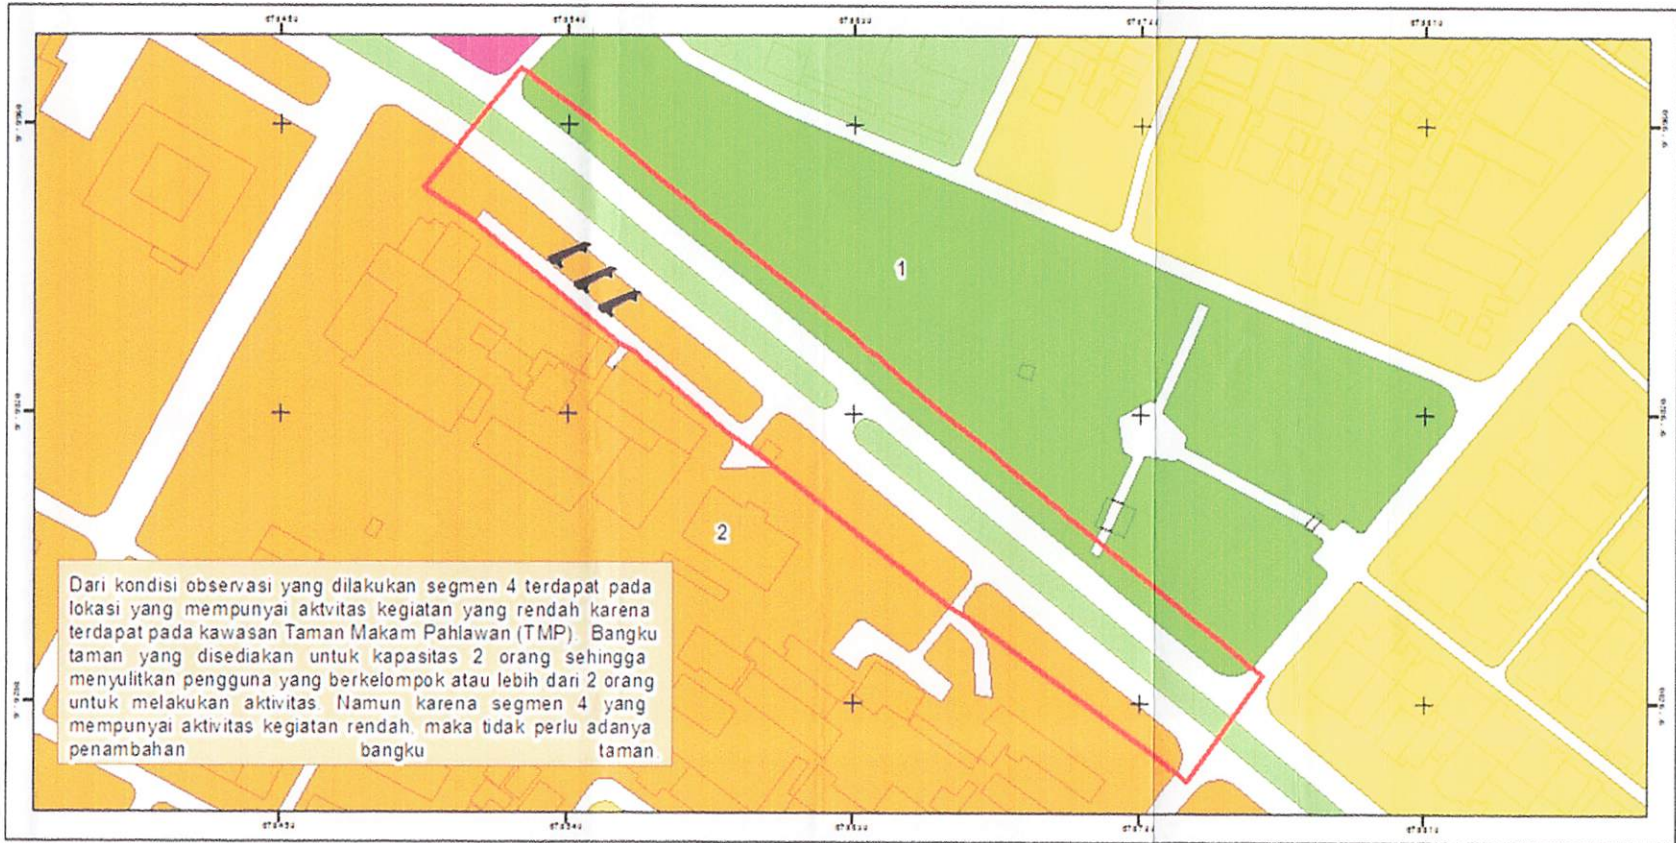 1
2
Dari kondisi observasi yang dilakukan segmen 4 terdapat pada
lokasi yang mempunyai aktvitas kegiatan yang rendah karena
terdapat pada kawasan Taman Makam Pahlawan (TMP). Bangku
taman yang disediakan untuk kapasitas 2 orang sehingga
menyulitkan pengguna yang berkelompok atau lebih dari 2 orang
untuk melakukan aktivitas. Namun karena segmen 4 yang
mempunyai aktivitas kegiatan rendah, maka tidak perlu adanya
penambahan bangku taman.